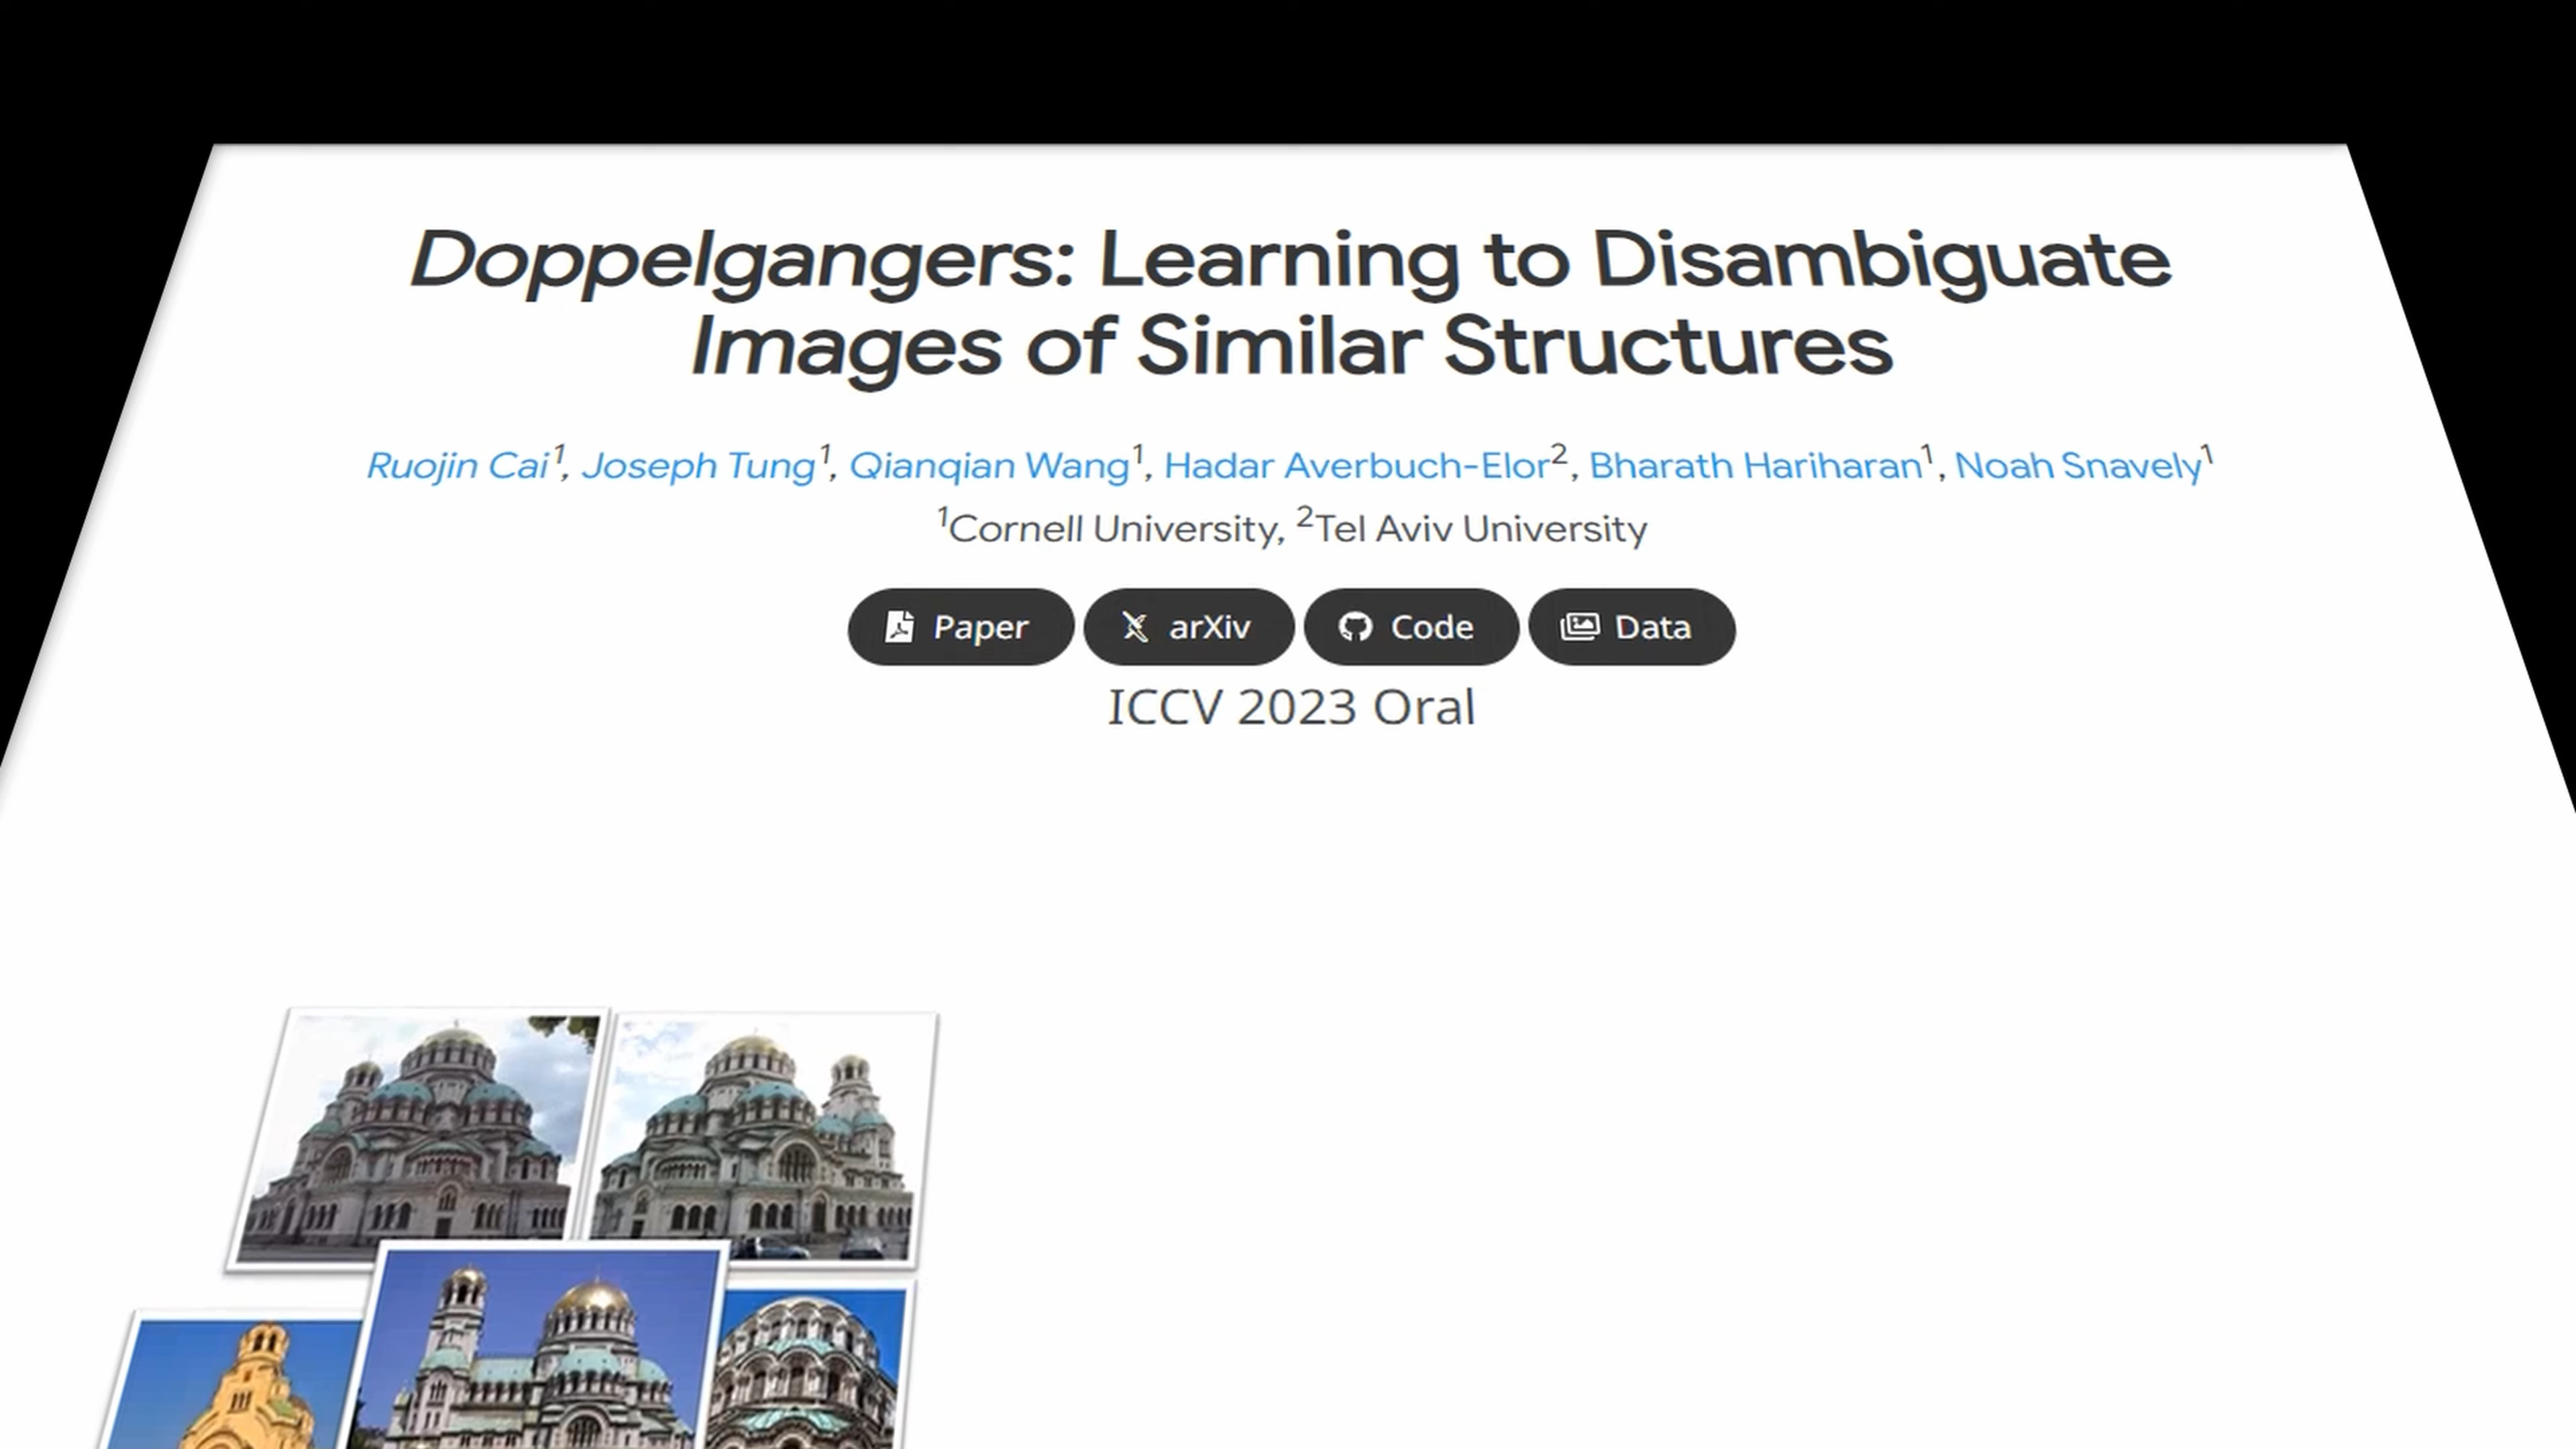 Doppelgangers: Learning to Disambiguate
Images of Similar Structures
Ruojin Cai¹, Joseph Tung¹, Qianqian Wang¹, Hadar Averbuch-Elor², Bharath Hariharan¹, Noah Snavely¹
¹Cornell University, ²Tel Aviv University
Paper arXiv Code Data
ICCV 2023 Oral